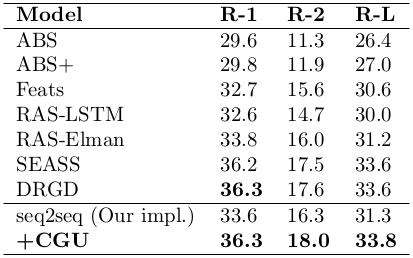 Model R-1 R-2 R-L
ABS 29.6 11.3 26.4
ABS+ 29.8 11.9 27.0
Feats 32.7 15.6 30.6
RAS-LSTM 32.6 14.7 30.0
RAS-Elman 33.8 16.0 31.2
SEASS 36.2 17.5 33.6
DRGD 36.3 17.6 33.6
seq2seq (Our impl.) 33.6 16.3 31.3
+CGU 36.3 18.0 33.8